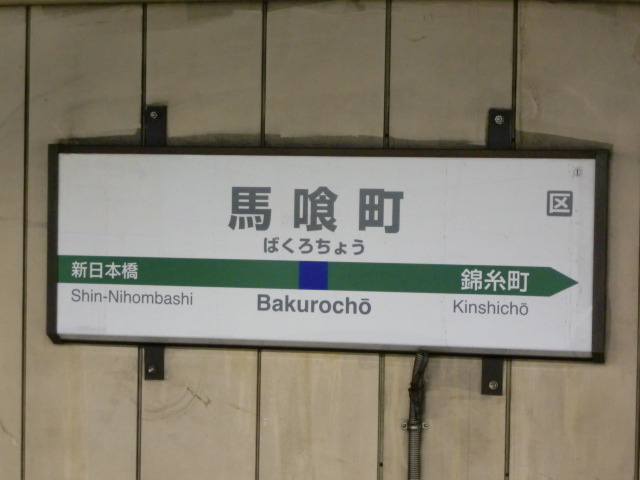 ①
馬喰町
区
ばくろちょう
新日本橋
錦糸町
Shin-Nihombashi
Bakurochō
Kinshichō